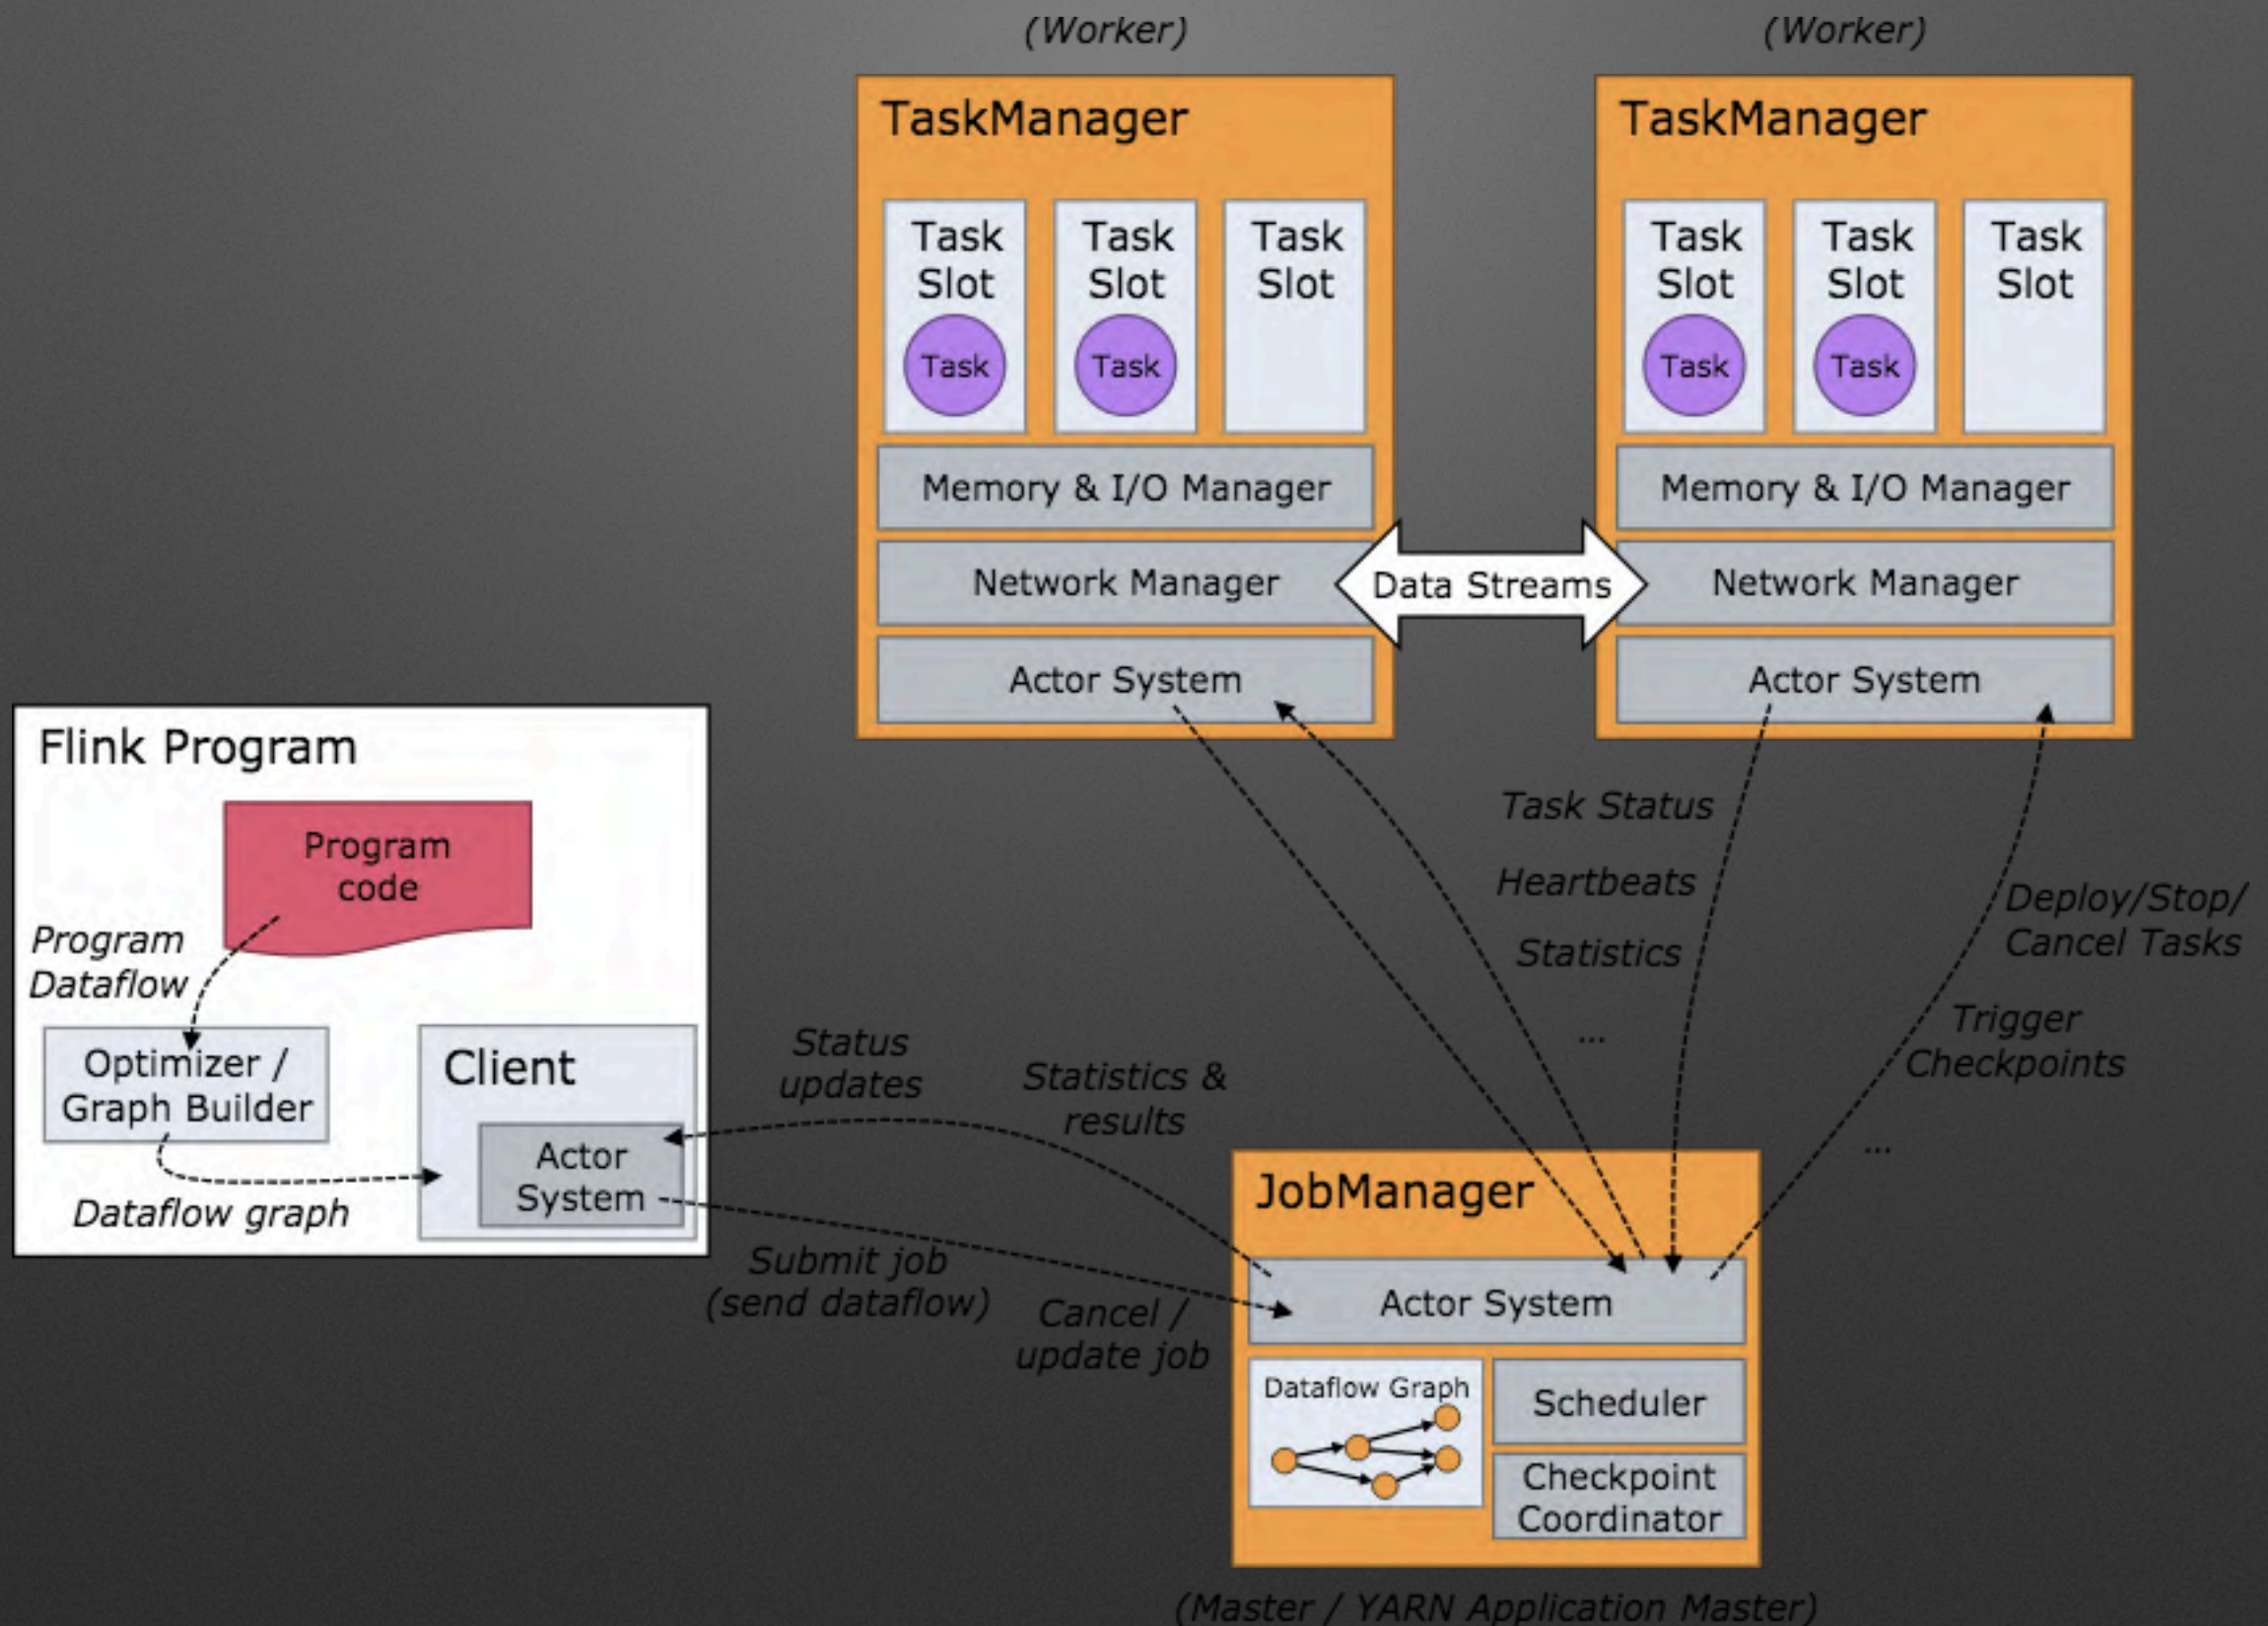 (Worker)
(Worker)
TaskManager
Task
Slot
Task
Task
Slot
Task
Task
Slot
Memory & I/O Manager
Network Manager
Actor System
Data Streams
TaskManager
Task
Slot
Task
Task
Slot
Task
Task
Slot
Memory & I/O Manager
Network Manager
Actor System
Flink Program
Program
code
Program
Dataflow
Optimizer /
Graph Builder
Dataflow graph
Client
Actor
System
Status
updates
Statistics &
results
Submit job
(send dataflow)
Cancel /
update job
Task Status
Heartbeats
Statistics
...
Deploy/Stop/
Cancel Tasks
Trigger
Checkpoints
...
JobManager
Actor System
Dataflow Graph
Scheduler
Checkpoint
Coordinator
(Master / YARN Application Master)